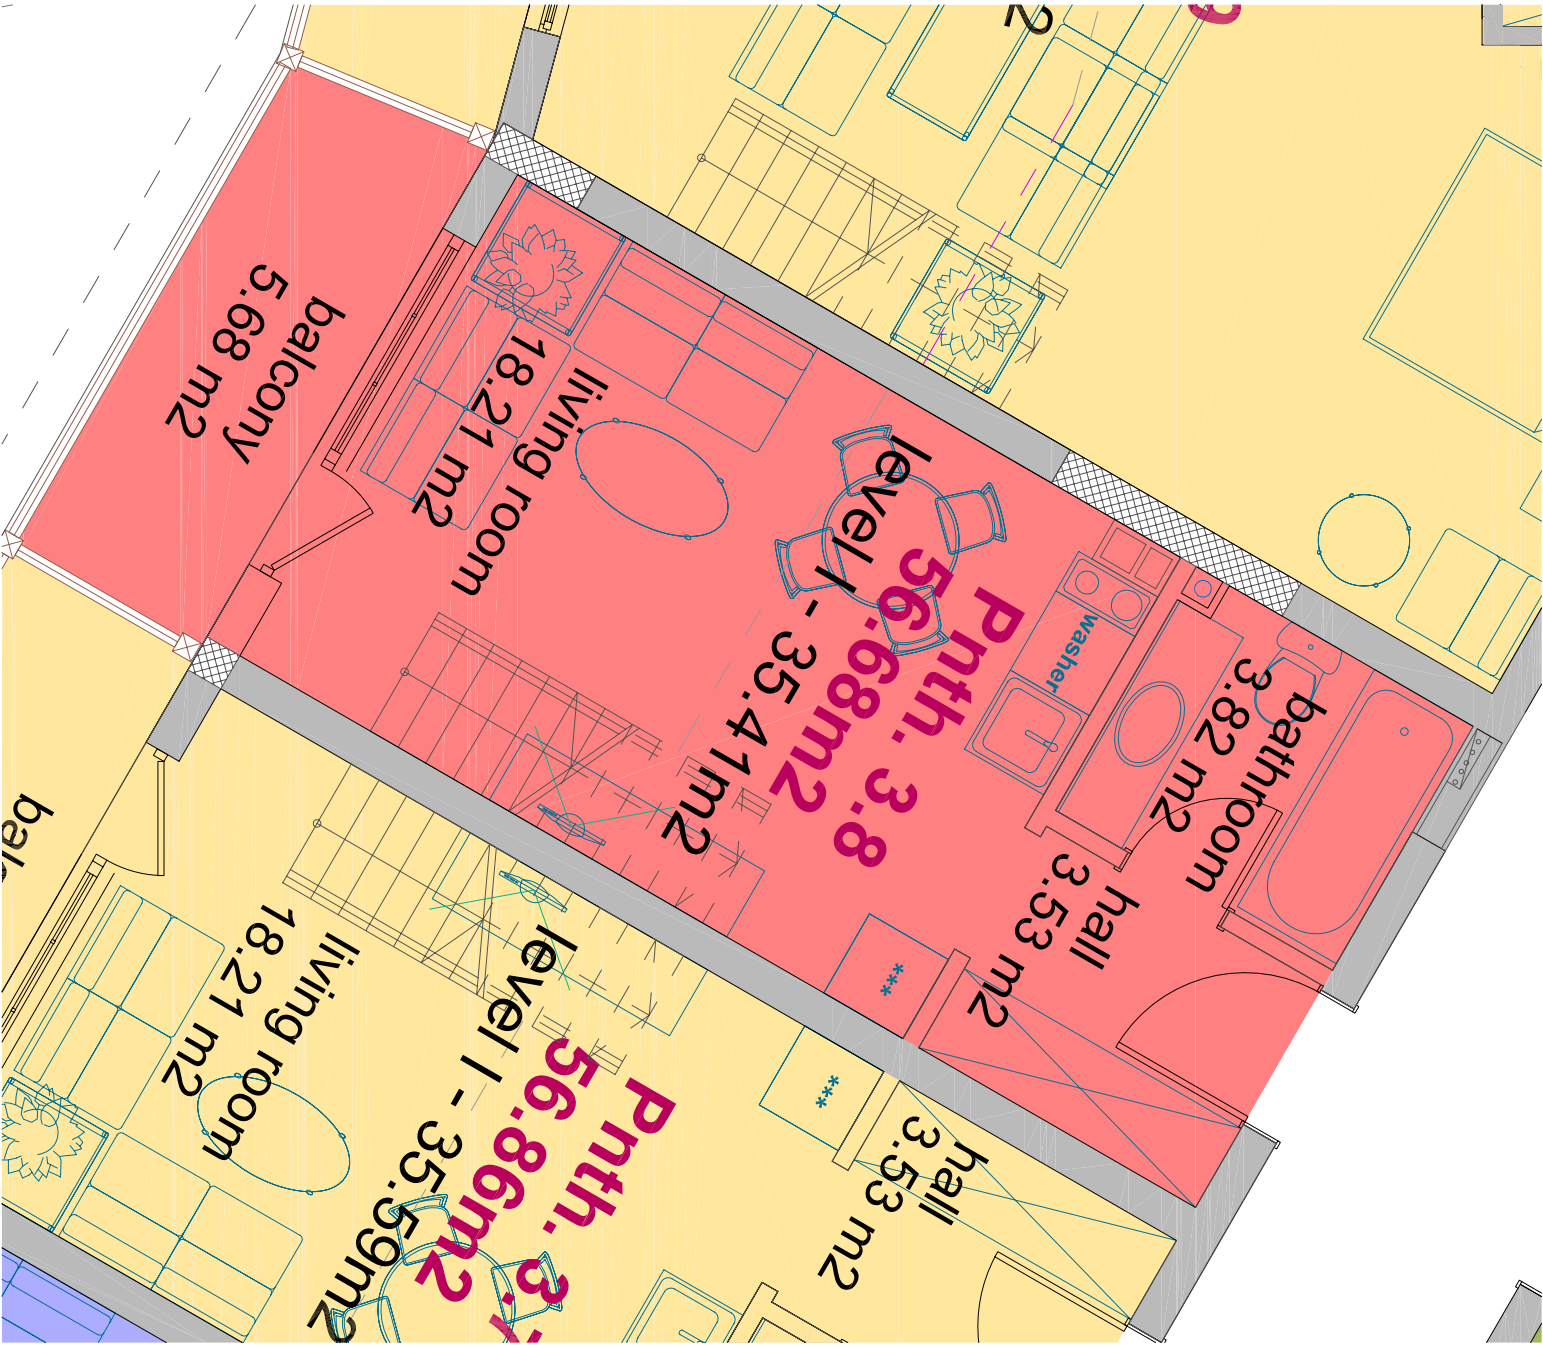 balcony
5.68 m2
living room
18.21 m2
level I - 35.41m2
Pnth. 3.8
56.68m2
washer
bathroom
3.82 m2
hall
3.53 m2
***
***
hall
3.53 m2
living room
18.21 m2
level I - 35.59m2
Pnth. 3.7
56.86m2